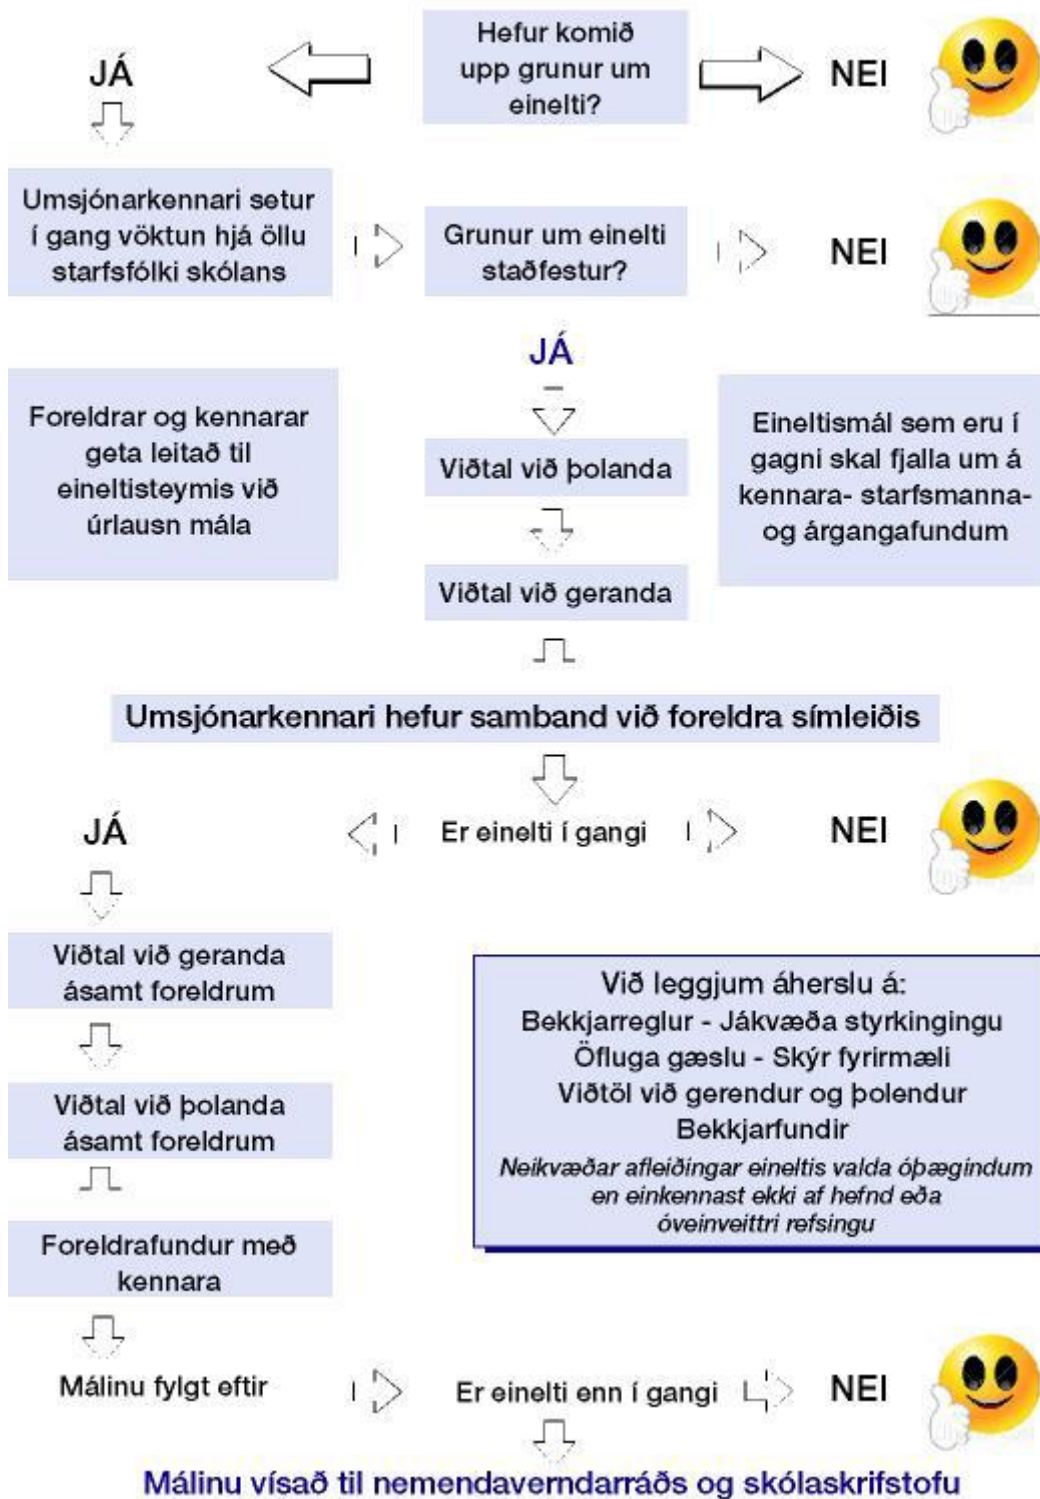 Hefur komið
upp grunur um
einelti?
JÁ
NEI
Umsjónarkennari setur
í gang vöktun hjá öllu
starfsfólki skólans
Grunur um einelti
staðfestur?
NEI
JÁ
Foreldrar og kennarar
geta leitað til
eineltisteymis við
úrlausn mála
Viðtal við þolanda
Eineltismál sem eru í
gagni skal fjalla um á
kennara- starfsmanna-
og árgangafundum
Viðtal við geranda
Umsjónarkennari hefur samband við foreldra símleiðis
JÁ
Er einelti í gangi
NEI
Viðtal við geranda
ásamt foreldrum
Viðtal við þolanda
ásamt foreldrum
Foreldrafundur með
kennara
Við leggjum áherslu á:
Bekkjarreglur - Jákvæða styrkingingu
Öfluga gæslu - Skýr fyrirmæli
Viðtöl við gerendur og þolendur
Bekkjarfundir
Neikvæðar afleiðingar eineltis valda óþægindum
en einkennast ekki af hefnd eða
óveinveittri refsingu
Málinu fylgt eftir
Er einelti enn í gangi
NEI
Málinu vísað til nemendaverndarráðs og skólaskrifstofu